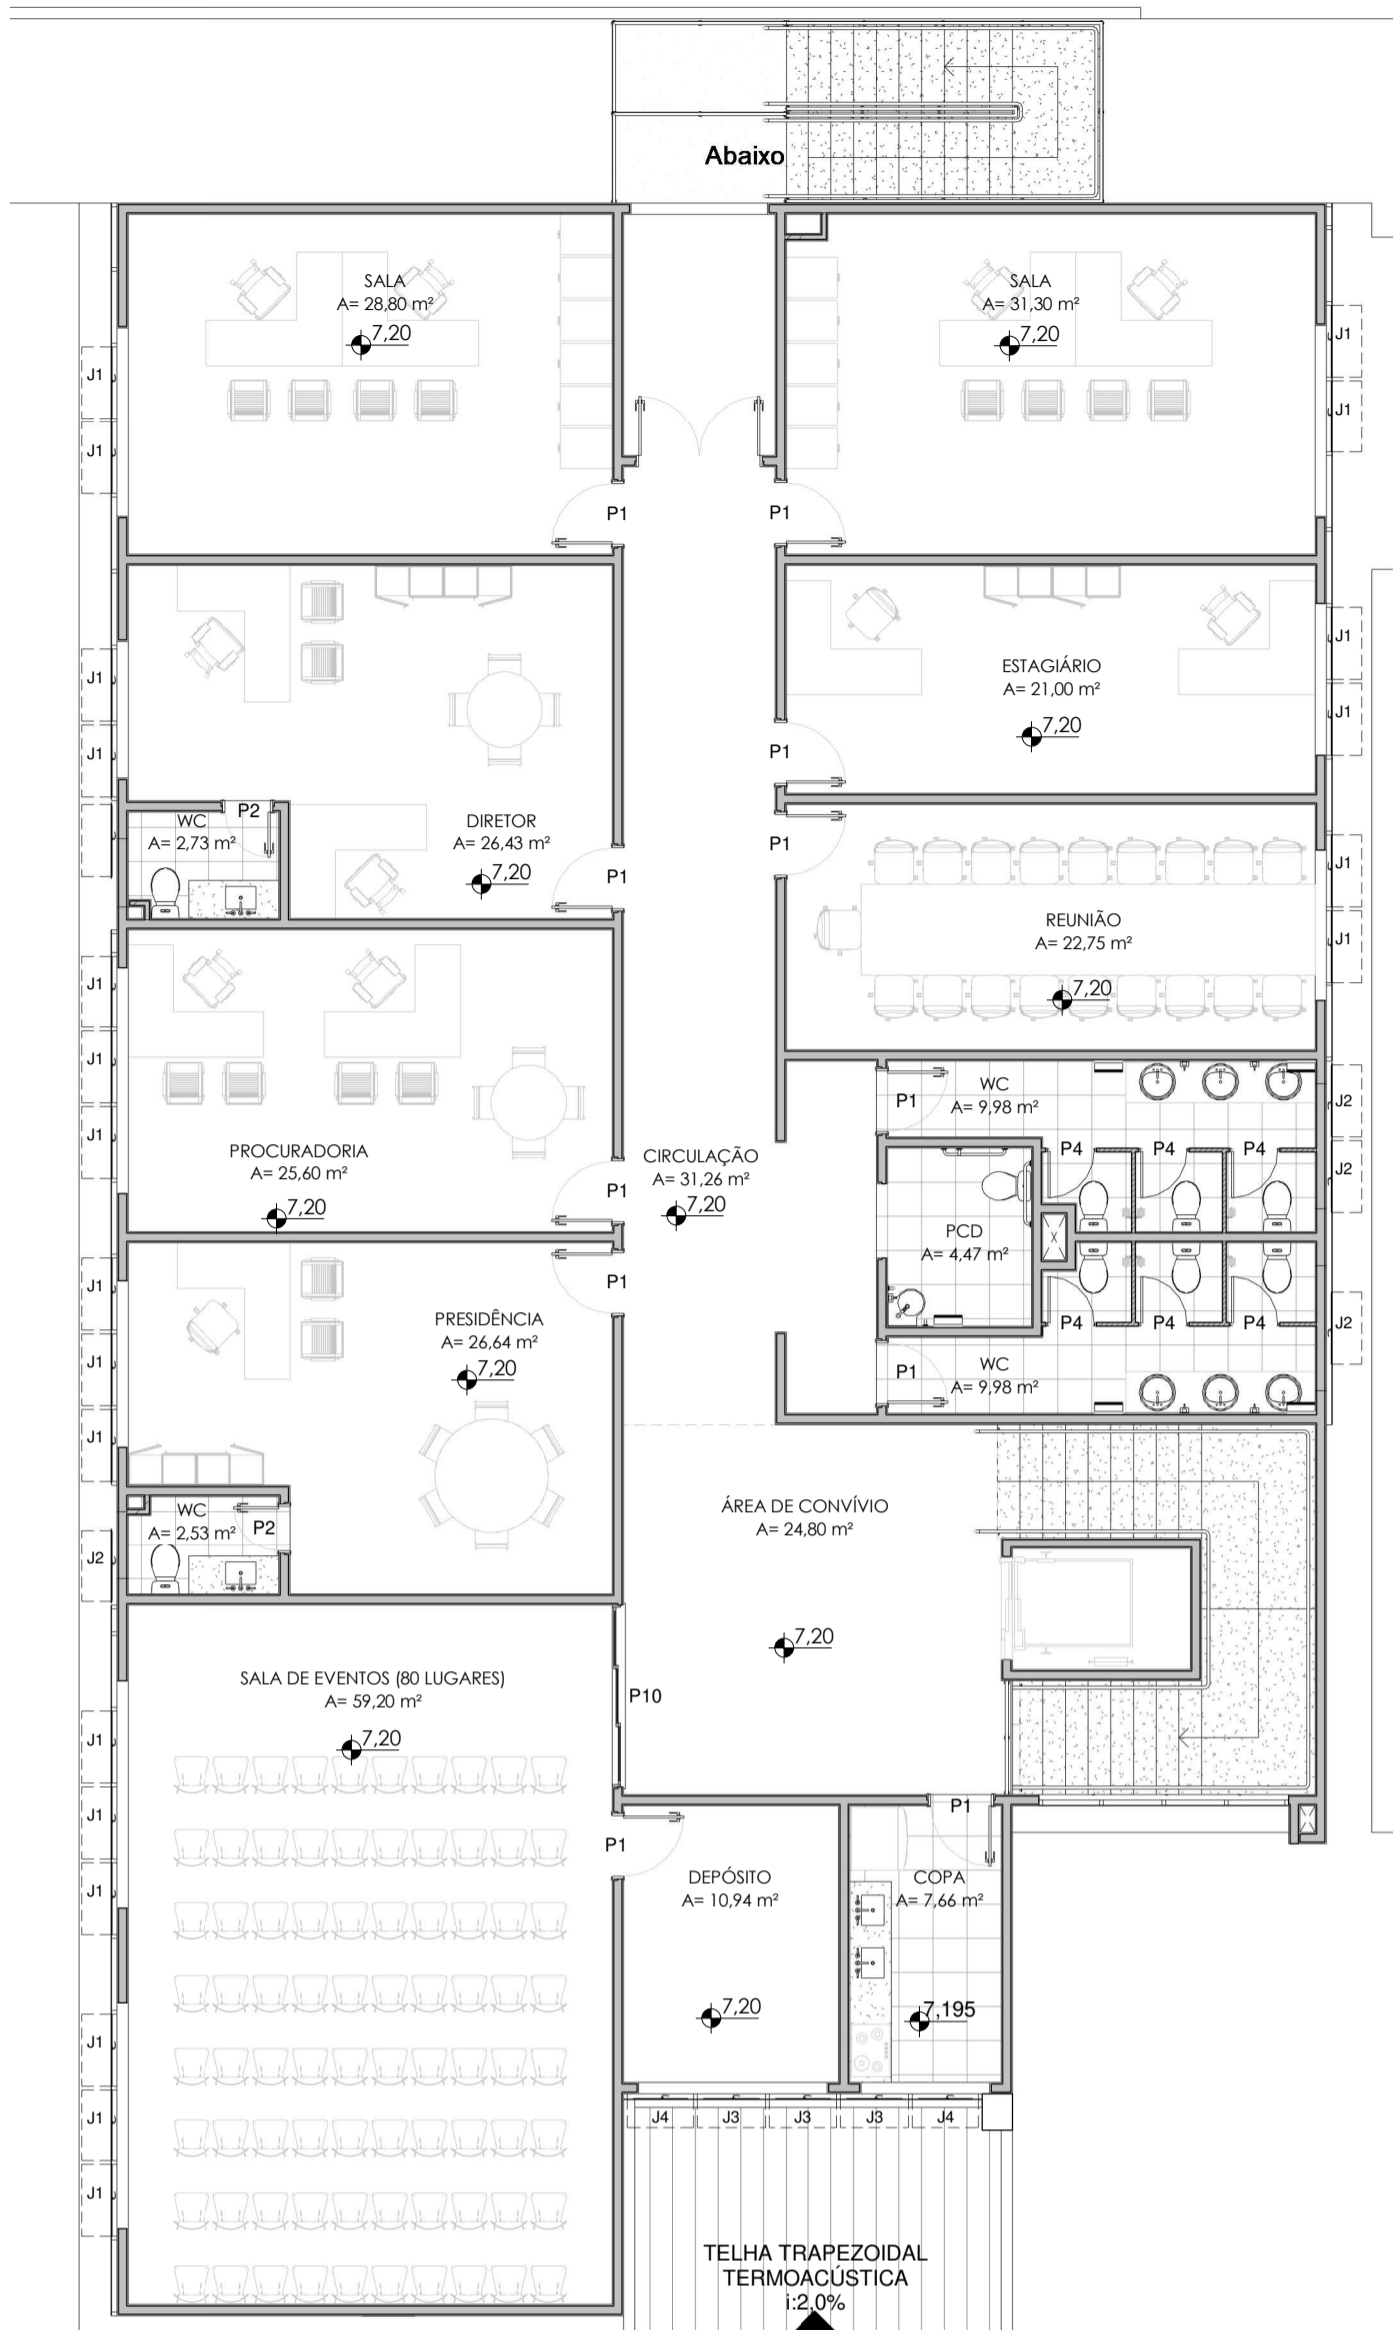 Abaixo
SALA
A= 28,80 m²
7,20
SALA
A= 31,30 m²
7,20
J1
J1
J1
J1
P1
P1
ESTAGIÁRIO
A= 21,00 m²
7,20
J1
J1
J1
J1
P1
P2
WC
A= 2,73 m²
DIRETOR
A= 26,43 m²
7,20
P1
P1
REUNIÃO
A= 22,75 m²
7,20
J1
J1
J1
J1
J1
PROCURADORIA
A= 25,60 m²
7,20
P1
CIRCULAÇÃO
A= 31,26 m²
7,20
WC
A= 9,98 m²
P1
P4
P4
P4
J2
J2
PCD
A= 4,47 m²
X
P1
PRESIDÊNCIA
A= 26,64 m²
7,20
J1
J1
J1
P4
P4
P4
J2
WC
A= 9,98 m²
P1
WC
A= 2,53 m²
P2
J2
ÁREA DE CONVÍVIO
A= 24,80 m²
7,20
SALA DE EVENTOS (80 LUGARES)
A= 59,20 m²
7,20
P10
J1
J1
J1
P1
P1
DEPÓSITO
A= 10,94 m²
7,20
COPA
A= 7,66 m²
7,195
J1
J1
J1
J4
J3
J3
J3
J4
TELHA TRAPEZOIDAL
TERMOACÚSTICA
i:2,0%